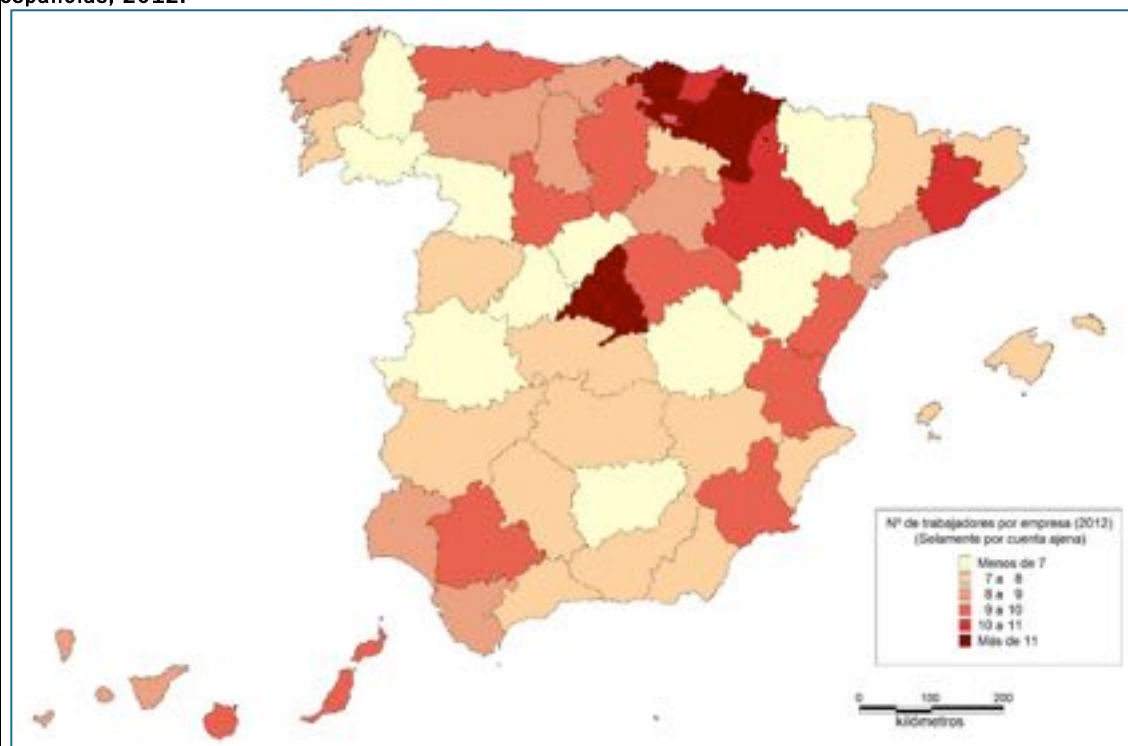 españolas, 2012.
Nº de trabajadores por empresa (2012)
(Solamente por cuenta ajena)
Menos de 7
7 a 8
8 a 9
9 a 10
10 a 11
Más de 11
0 100 200
kilómetros